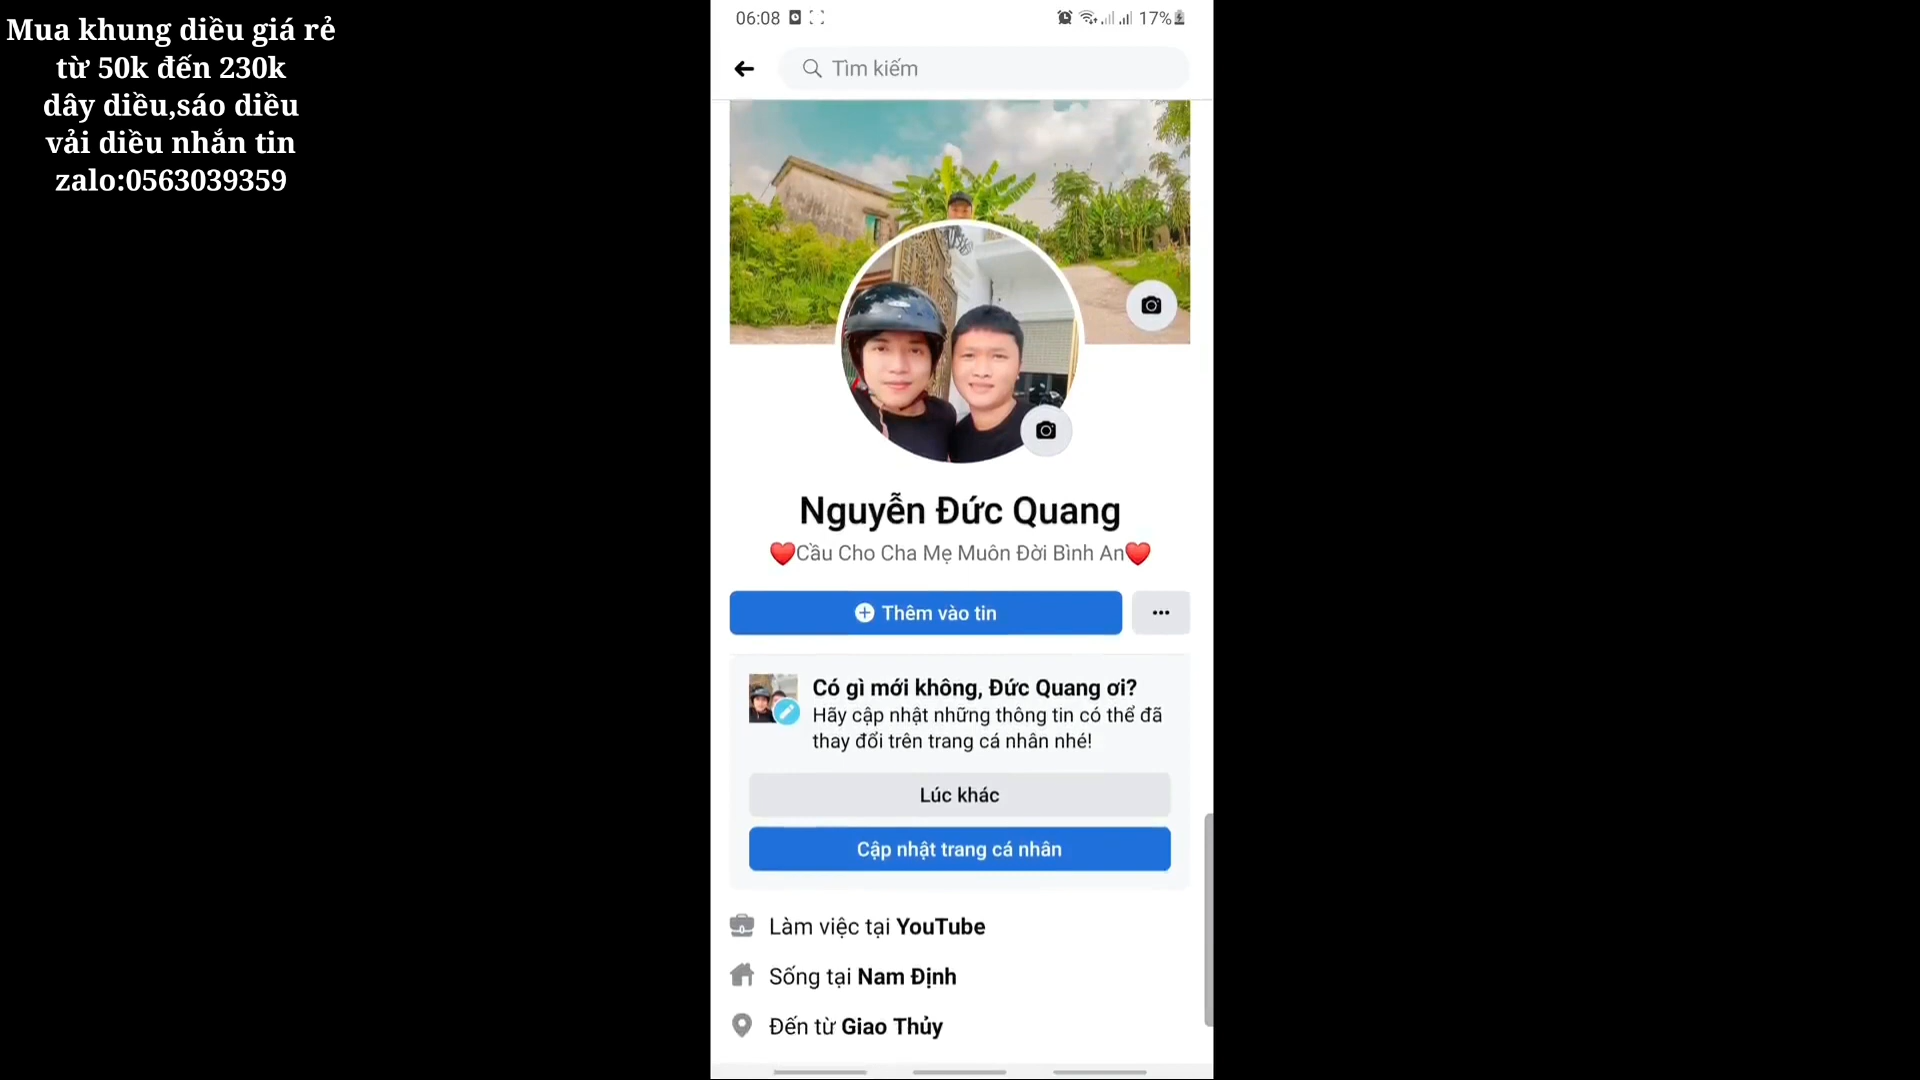 Mua khung diều giá rẻ
từ 50k đến 230k
dây diều,sáo diều
vải diều nhắn tin
zalo:0563039359
06:08
17%
Tìm kiếm
Nguyễn Đức Quang
❤️Cầu Cho Cha Mẹ Muôn Đời Bình An❤️
Thêm vào tin
Có gì mới không, Đức Quang ơi?
Hãy cập nhật những thông tin có thể đã
thay đổi trên trang cá nhân nhé!
Lúc khác
Cập nhật trang cá nhân
Làm việc tại YouTube
Sống tại Nam Định
Đến từ Giao Thủy